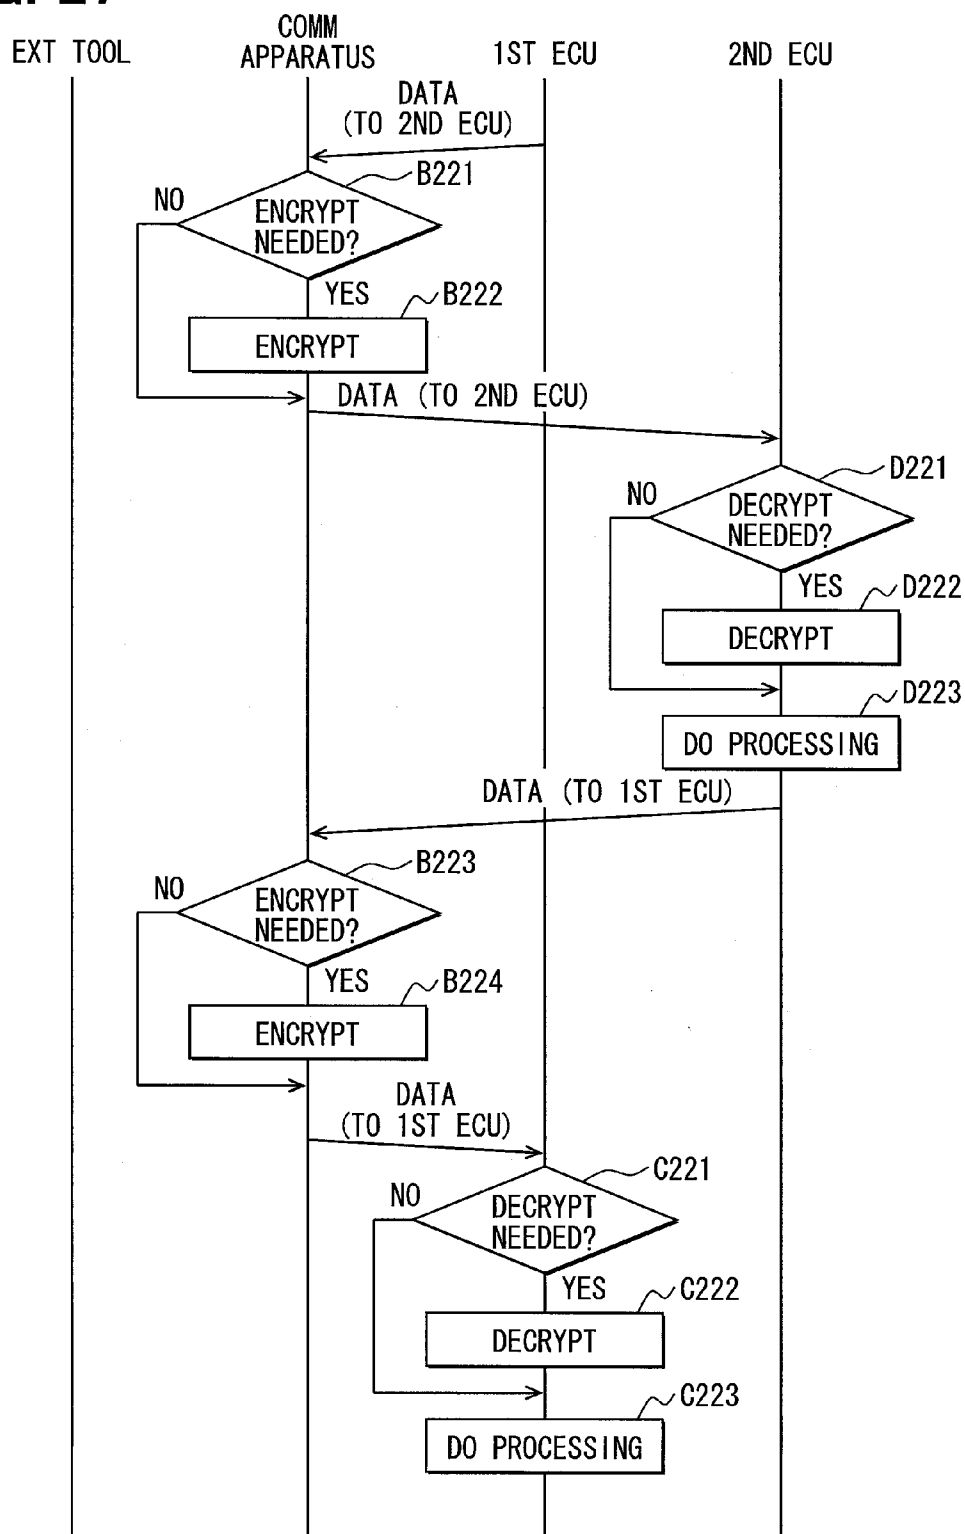 EXT TOOL
COMM
APPARATUS
1ST ECU
2ND ECU
DATA
(TO 2ND ECU)
B221
NO
ENCRYPT
NEEDED?
YES
B222
ENCRYPT
DATA (TO 2ND ECU)
D221
NO
DECRYPT
NEEDED?
YES
D222
DECRYPT
D223
DO PROCESSING
DATA (TO 1ST ECU)
B223
NO
ENCRYPT
NEEDED?
YES
B224
ENCRYPT
DATA
(TO 1ST ECU)
C221
NO
DECRYPT
NEEDED?
YES
C222
DECRYPT
C223
DO PROCESSING